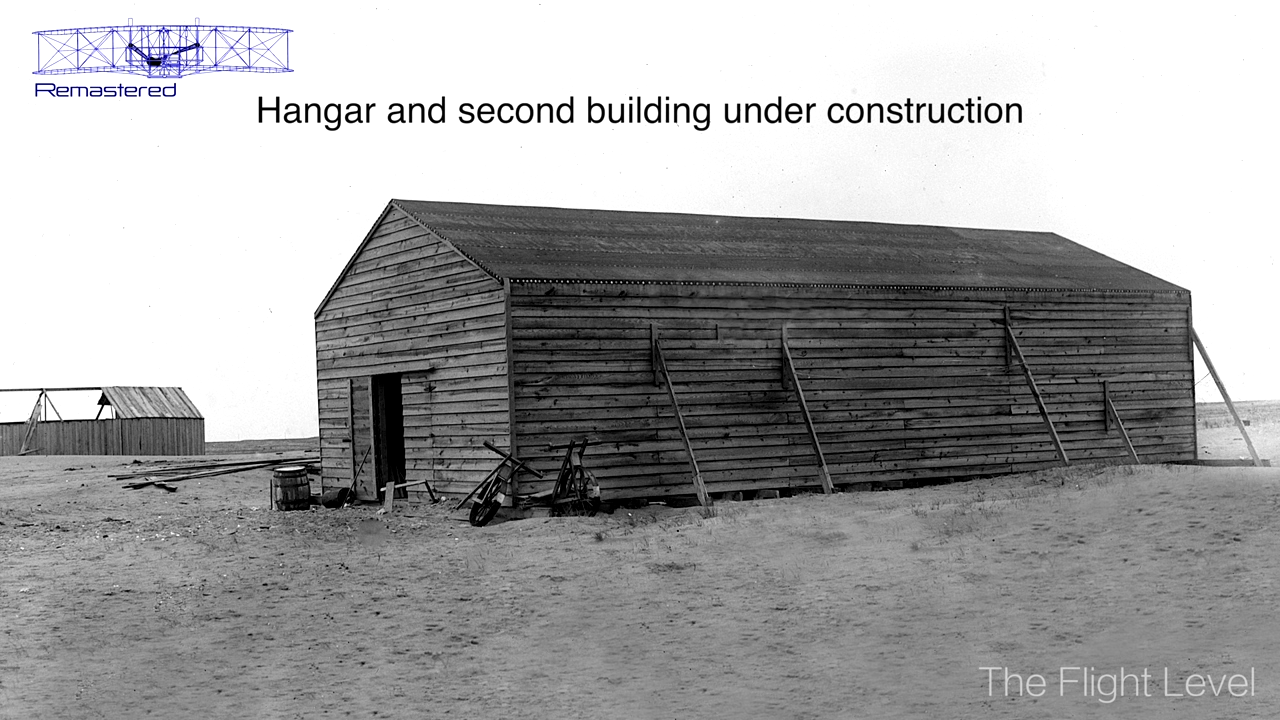 Remastered
Hangar and second building under construction
The Flight Level